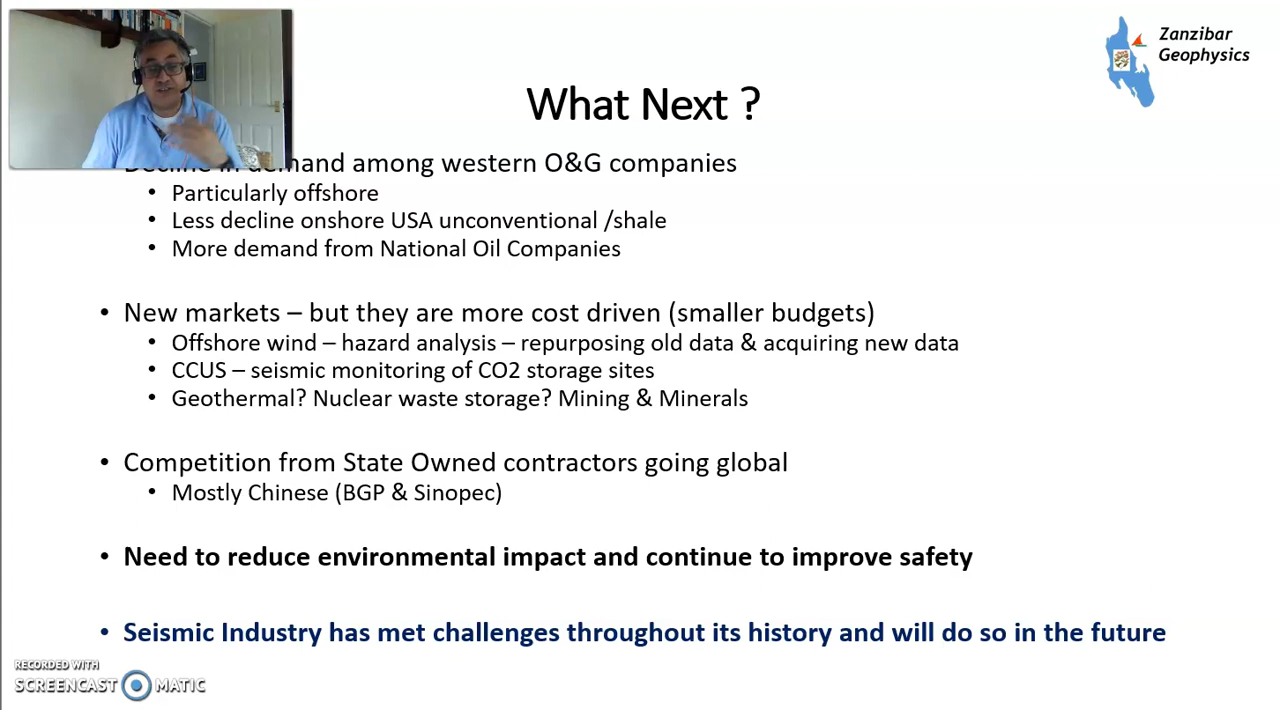 Zanzibar
Geophysics
What Next ?
Decline in demand among western O&G companies
• Particularly offshore
• Less decline onshore USA unconventional /shale
• More demand from National Oil Companies
• New markets – but they are more cost driven (smaller budgets)
• Offshore wind – hazard analysis – repurposing old data & acquiring new data
• CCUS – seismic monitoring of CO2 storage sites
• Geothermal? Nuclear waste storage? Mining & Minerals
• Competition from State Owned contractors going global
• Mostly Chinese (BGP & Sinopec)
• Need to reduce environmental impact and continue to improve safety
• Seismic Industry has met challenges throughout its history and will do so in the future
RECORDED WITH
SCREENCAST MATIC